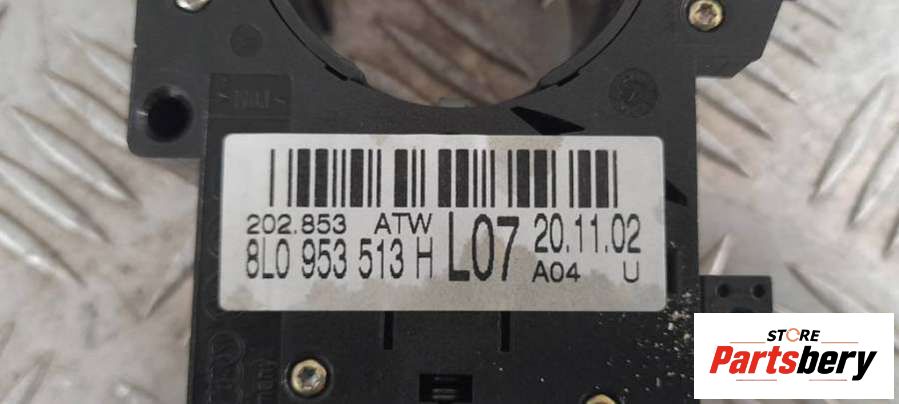 202.853 ATW
8L0 953 513 H L07 20.11.02
A04 U
STORE
Partsbery